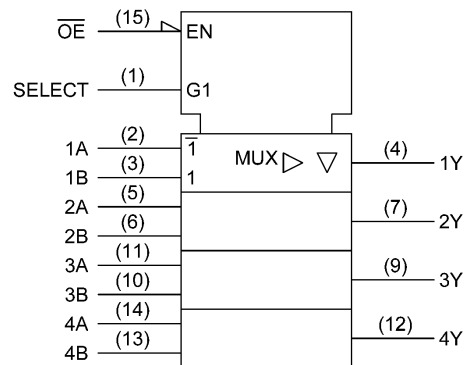 O̅E̅ (15) EN
SELECT (1) G1
1A (2) 1̅ MUX ▷ ▽ (4) 1Y
1B (3) 1
2A (5) (7) 2Y
2B (6)
3A (11) (9) 3Y
3B (10)
4A (14) (12) 4Y
4B (13)